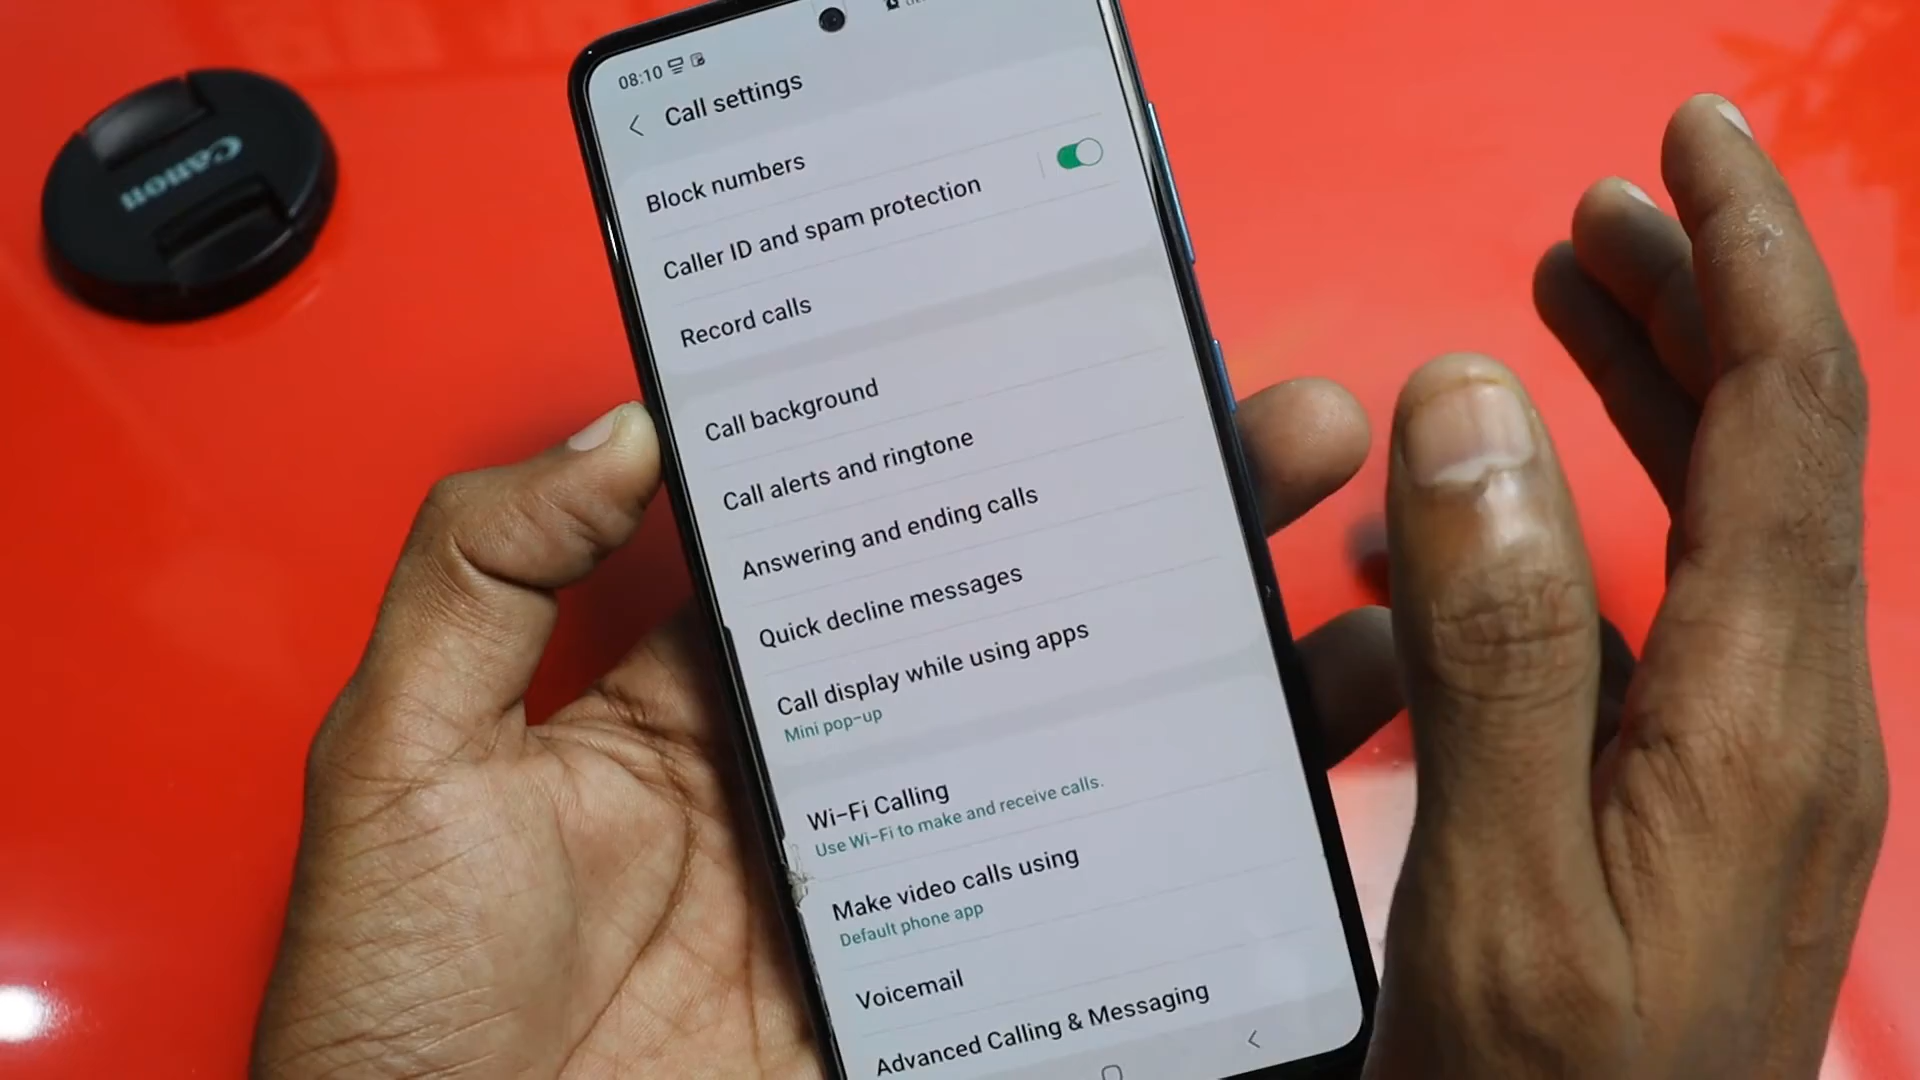 08:10
Call settings
Block numbers
Caller ID and spam protection
Record calls
Call background
Call alerts and ringtone
Answering and ending calls
Quick decline messages
Call display while using apps
Mini pop-up
Wi-Fi Calling
Use Wi-Fi to make and receive calls.
Make video calls using
Default phone app
Voicemail
Advanced Calling & Messaging
Canon